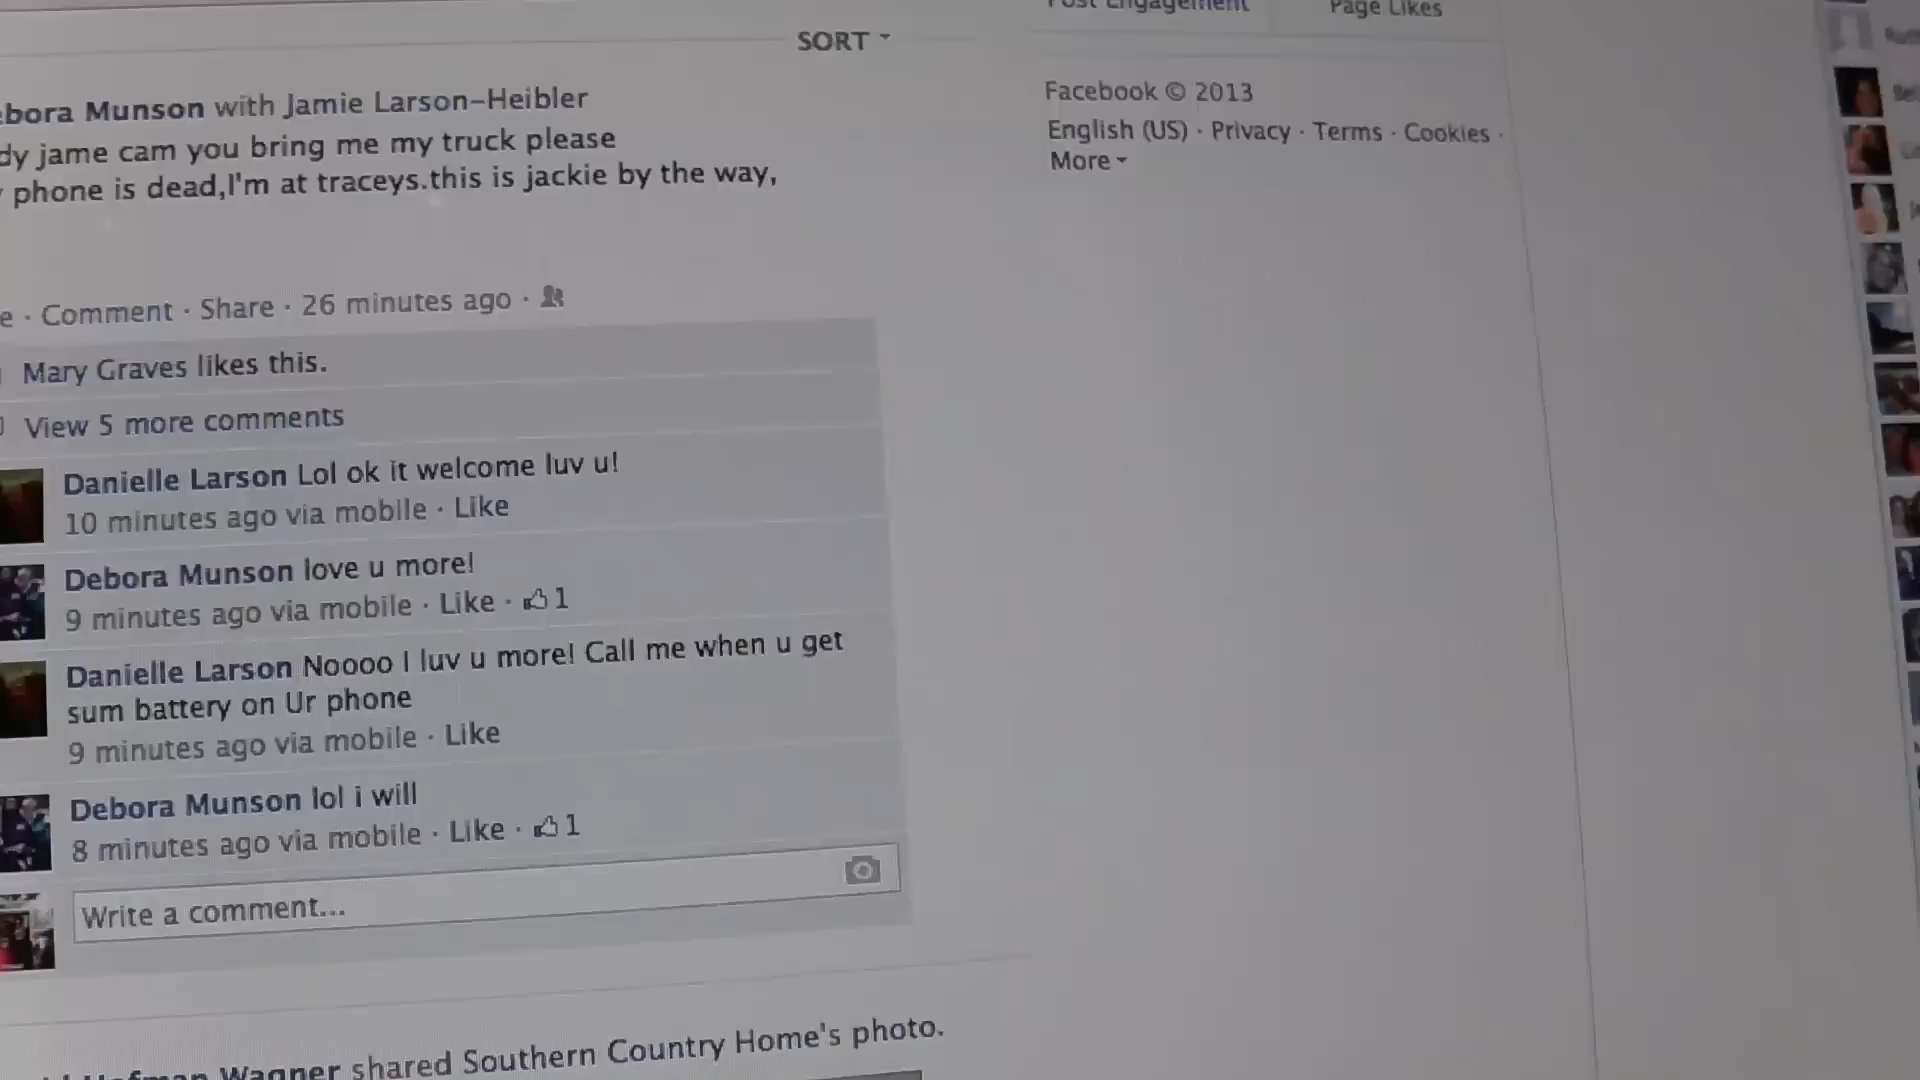 Post Engagement
Page Likes
SORT
ebora Munson with Jamie Larson-Heibler
dy jame cam you bring me my truck please
phone is dead,I'm at traceys.this is jackie by the way,
e · Comment · Share · 26 minutes ago ·
Mary Graves likes this.
View 5 more comments
Danielle Larson Lol ok it welcome luv u!
10 minutes ago via mobile · Like
Debora Munson love u more!
9 minutes ago via mobile · Like · 1
Danielle Larson Noooo I luv u more! Call me when u get
sum battery on Ur phone
9 minutes ago via mobile · Like
Debora Munson lol i will
8 minutes ago via mobile · Like · 1
Write a comment...
Wagner shared Southern Country Home's photo.
Facebook © 2013
English (US) · Privacy · Terms · Cookies ·
More